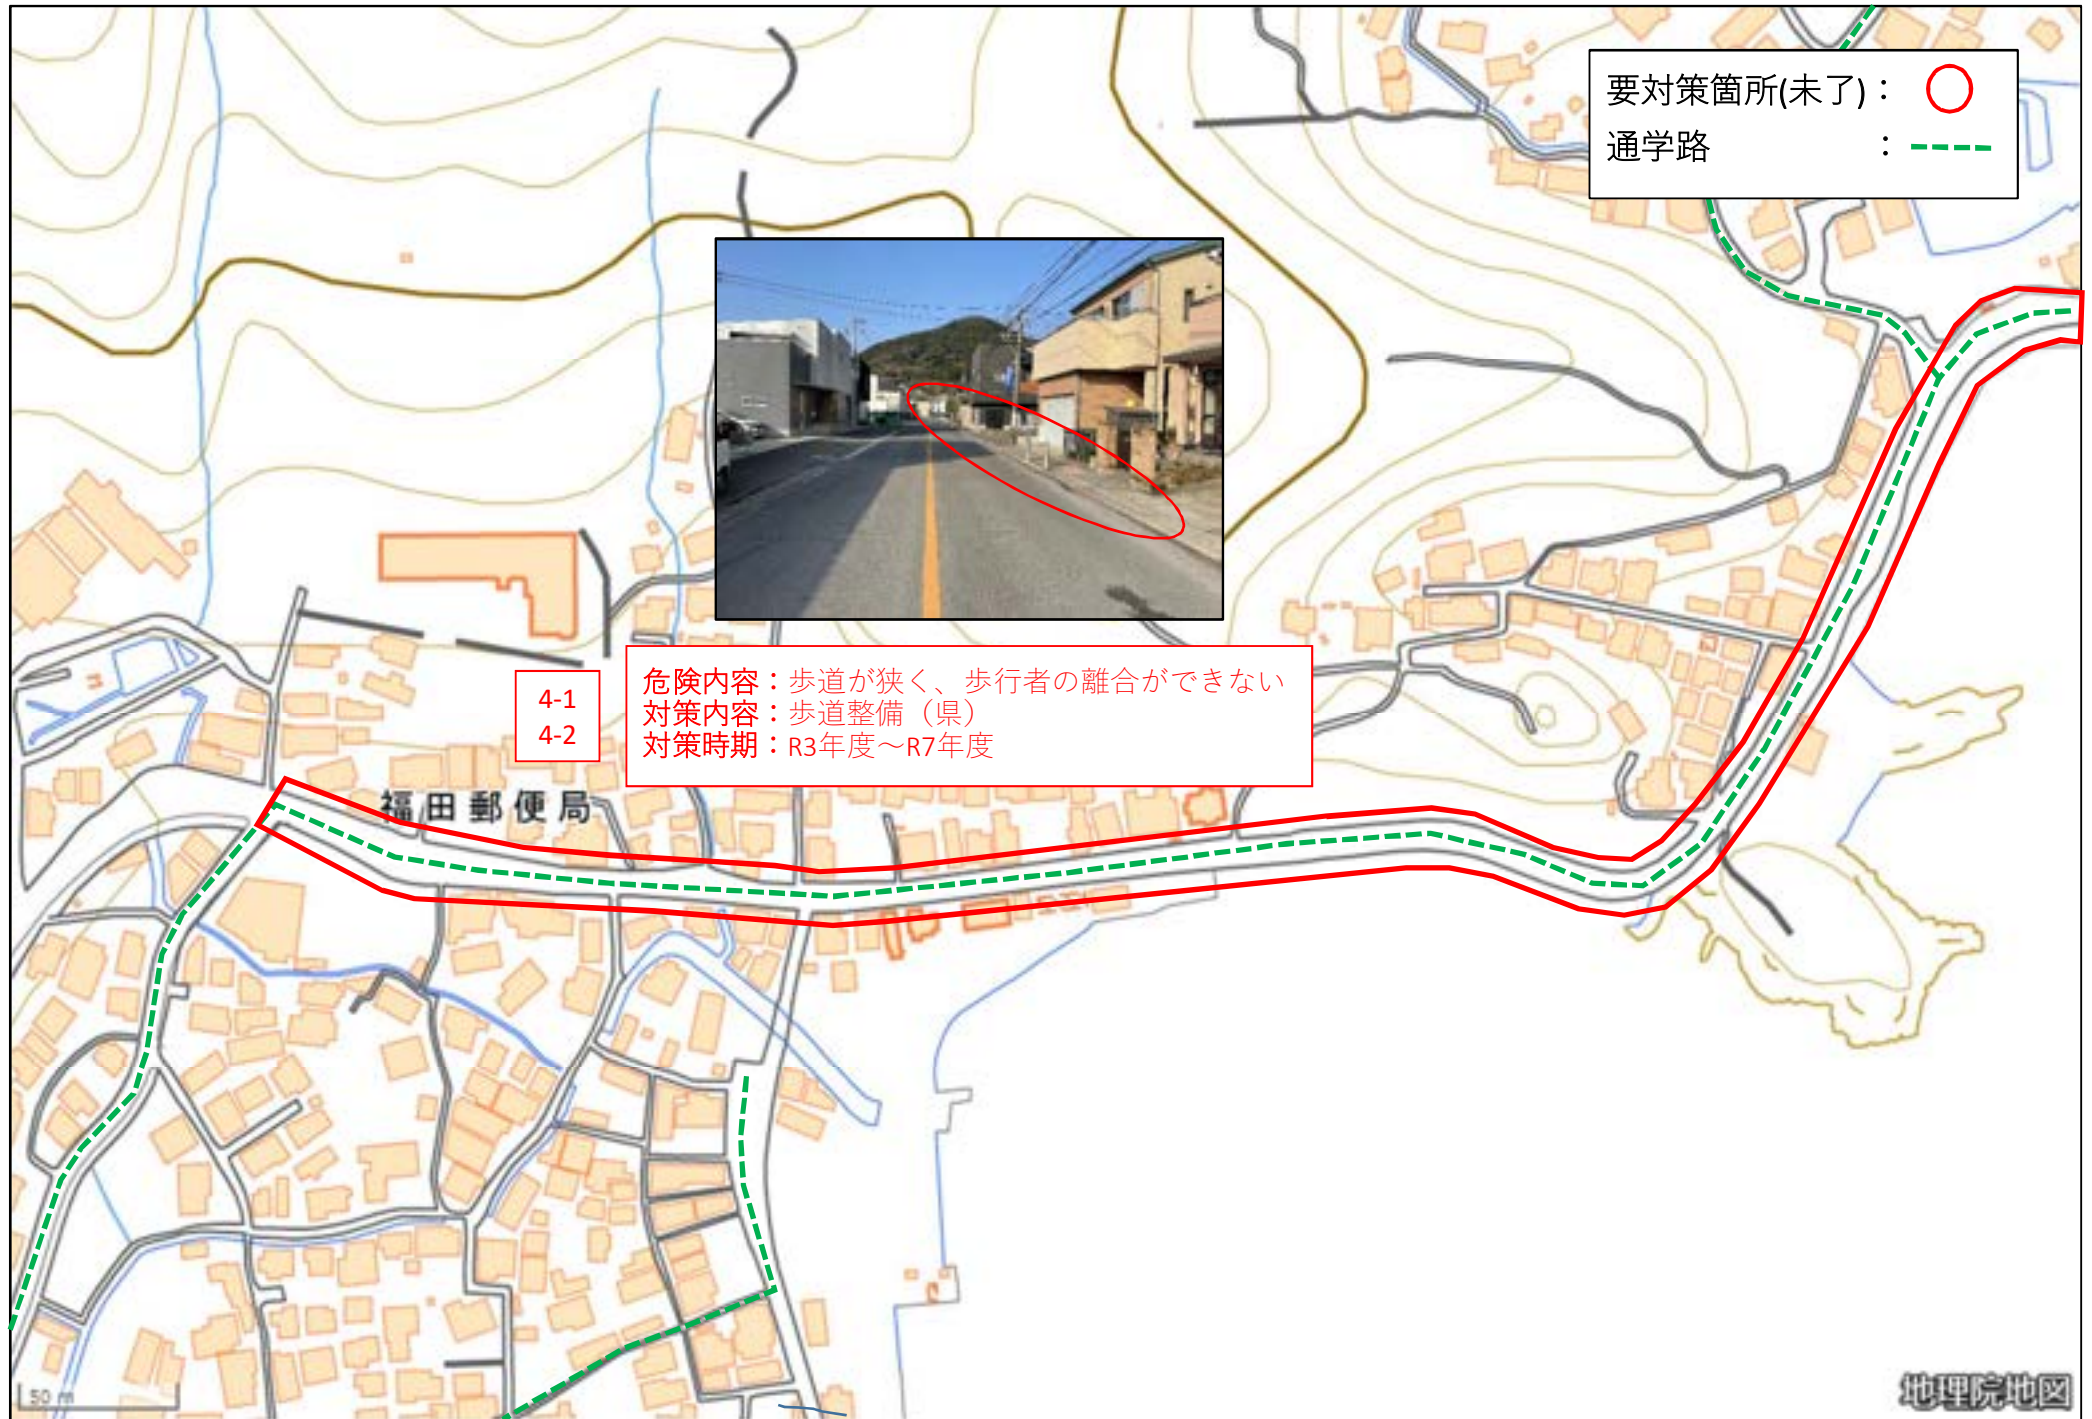 要対策箇所(未了)：
通学路　　　　　：
4-1
4-2
危険内容：歩道が狭く、歩行者の離合ができない
対策内容：歩道整備（県）
対策時期：R3年度～R7年度
福田郵便局
50 m
地理院地図